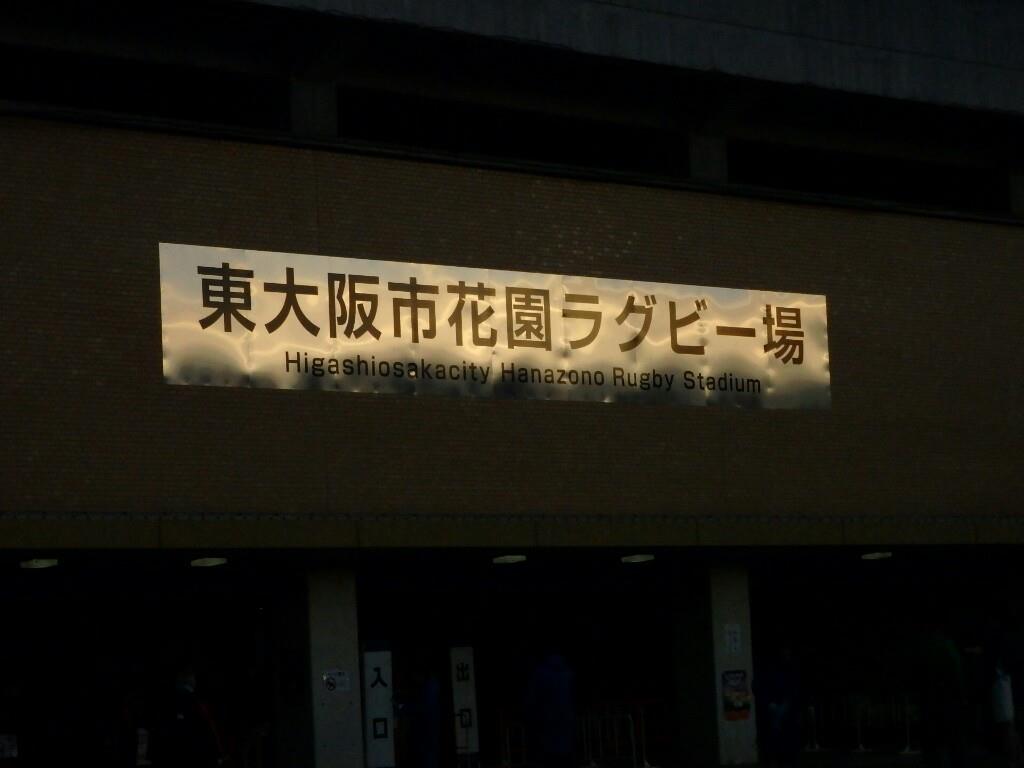 東大阪市花園ラグビー場
Higashiosakacity Hanazono Rugby Stadium
入口
出口